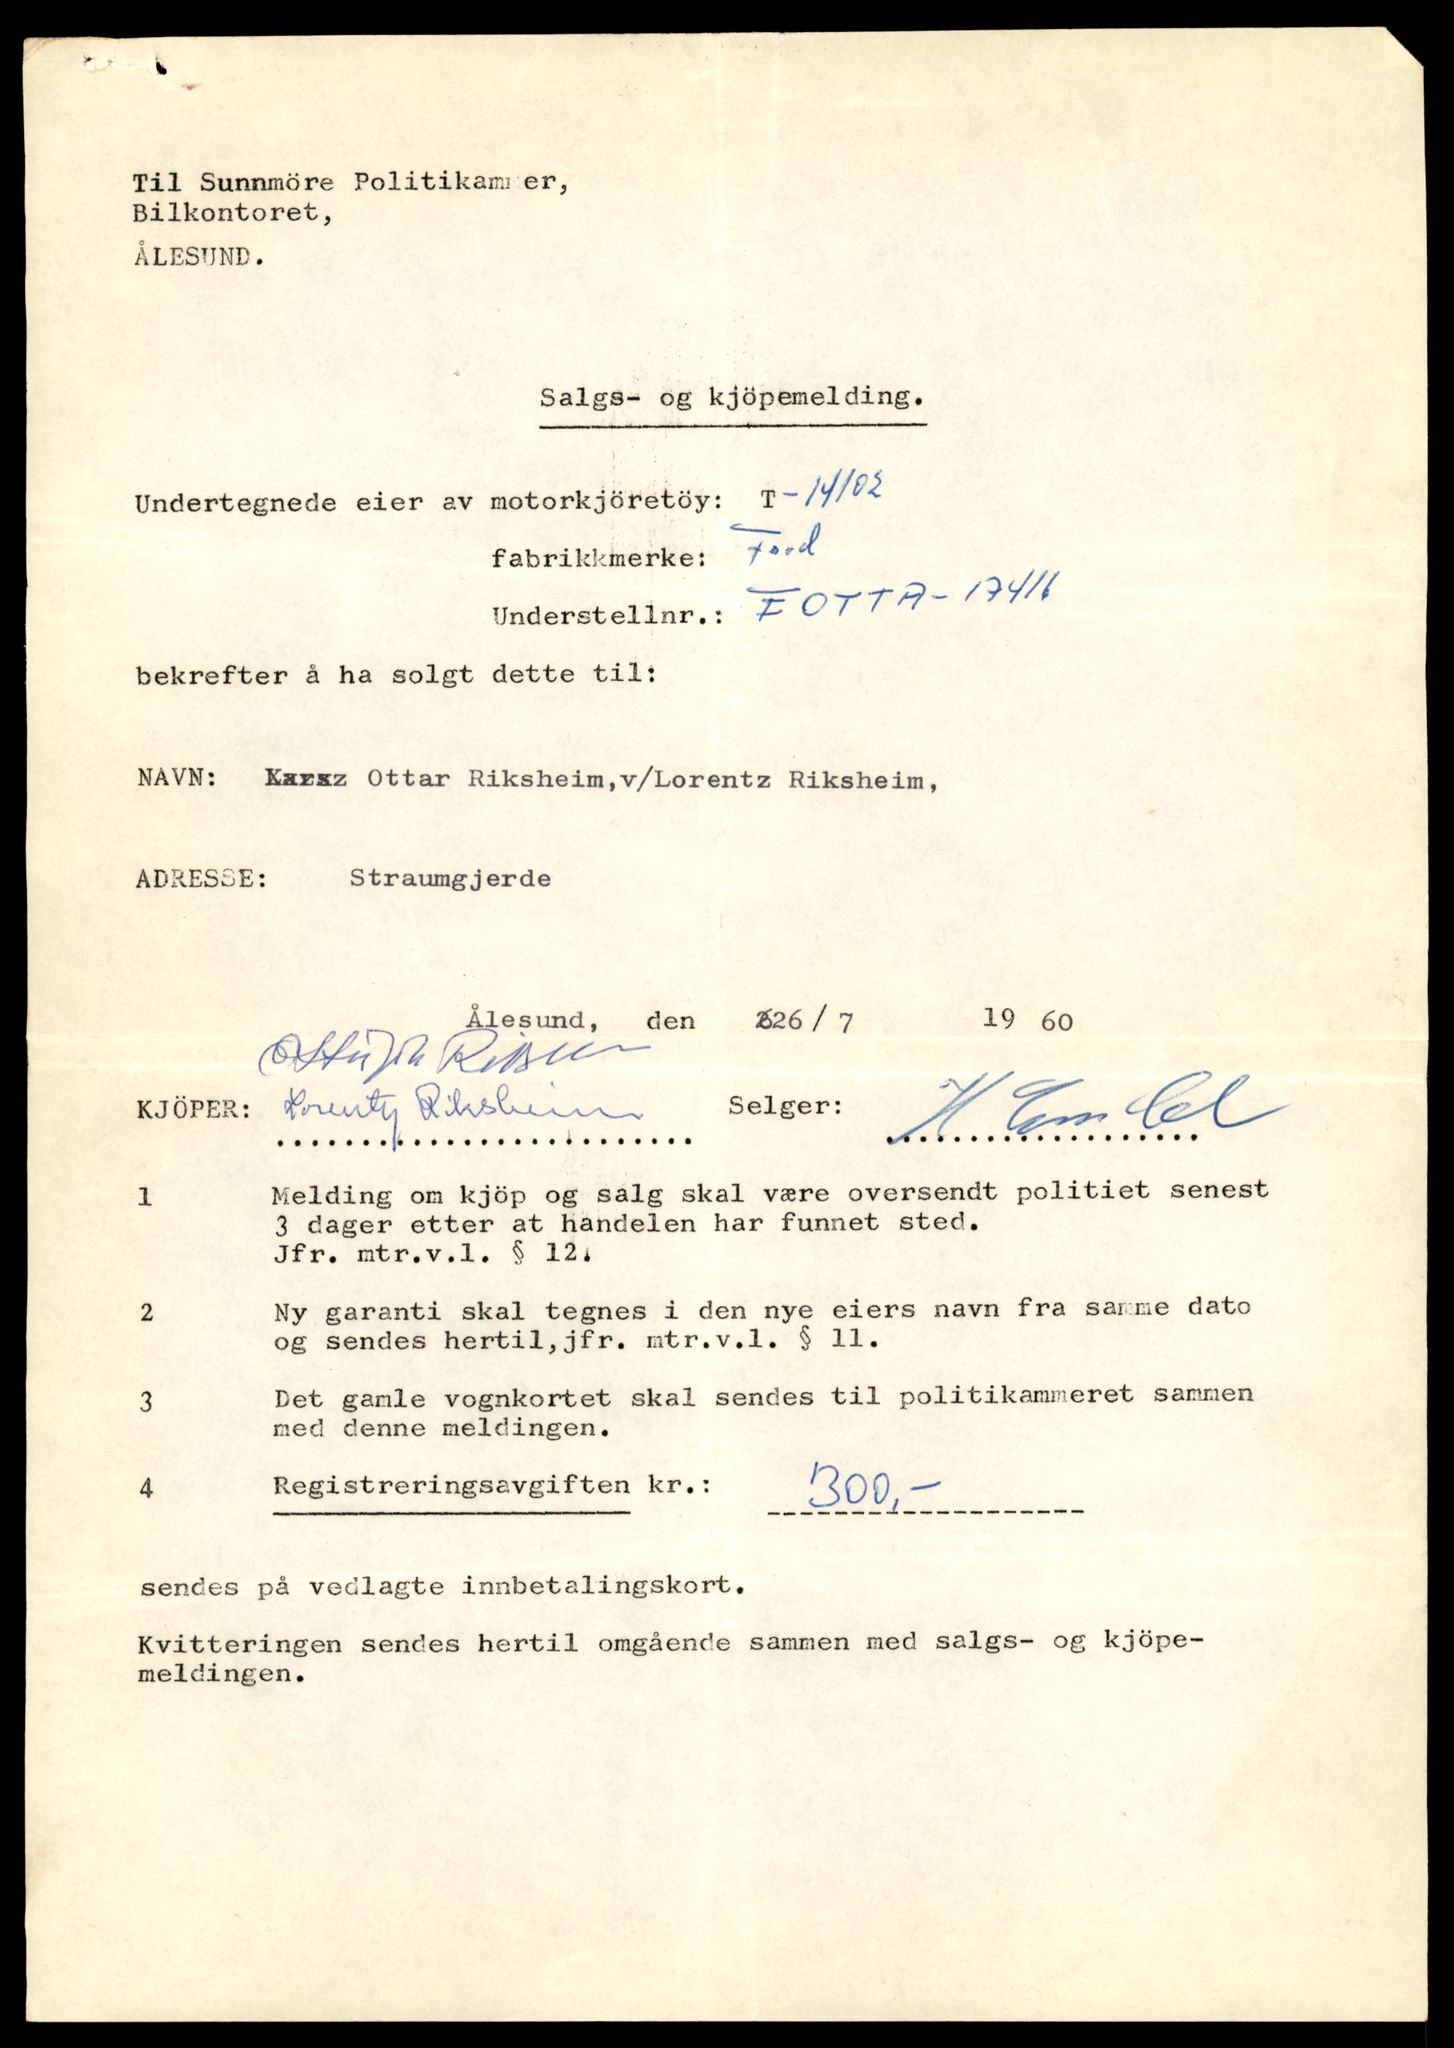 Til Sunnmöre Politikammer,
Bilkontoret,
ÅLESUND.
Salgs- og kjöpemelding.
Undertegnede eier av motorkjöretöy: T - 14102
fabrikkmerke: Ford
Understellnr.: EOTTA - 17416
bekrefter å ha solgt dette til:
NAVN: Ottar Riksheim,v/Lorentz Riksheim,
ADRESSE: Straumgjerde
Ålesund, den 26/7 19 60
KJÖPER: Lorentz Riksheim Selger:
1 Melding om kjöp og salg skal være oversendt politiet senest
3 dager etter at handelen har funnet sted.
Jfr. mtr.v.l. § 12.
2 Ny garanti skal tegnes i den nye eiers navn fra samme dato
og sendes hertil,jfr. mtr.v.l. § 11.
3 Det gamle vognkortet skal sendes til politikammeret sammen
med denne meldingen.
4 Registreringsavgiften kr.: 300,-
sendes på vedlagte innbetalingskort.
Kvitteringen sendes hertil omgående sammen med salgs- og kjöpe-
meldingen.